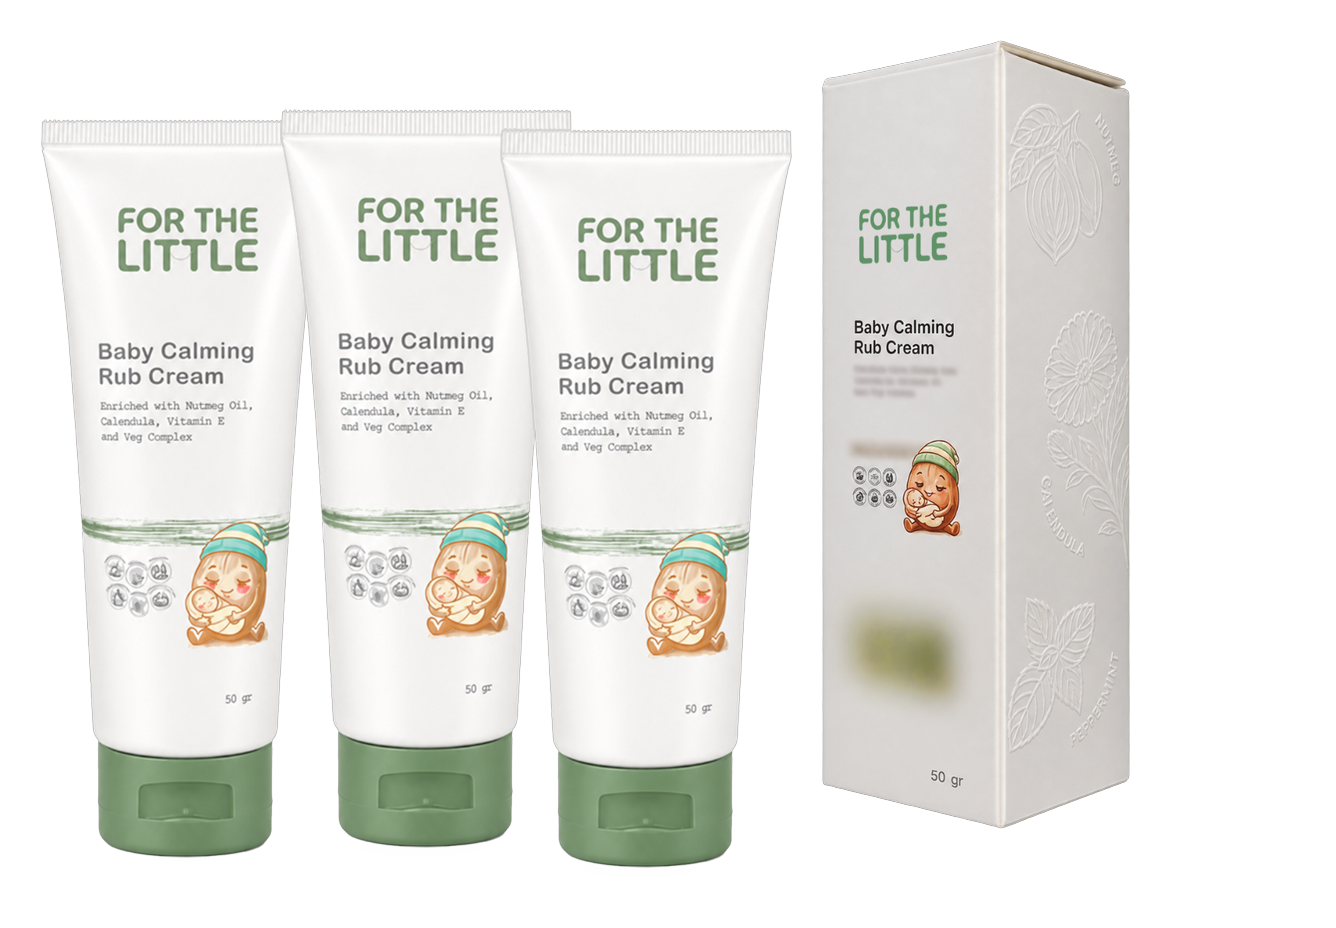 FOR THE
LITTLE
Baby Calming
Rub Cream
Enriched with Nutmeg Oil,
Calendula, Vitamin E
and Veg Complex
50 gr
FOR THE
LITTLE
Baby Calming
Rub Cream
Enriched with Nutmeg Oil,
Calendula, Vitamin E
and Veg Complex
50 gr
FOR THE
LITTLE
Baby Calming
Rub Cream
Enriched with Nutmeg Oil,
Calendula, Vitamin E
and Veg Complex
50 gr
FOR THE
LITTLE
Baby Calming
Rub Cream
50 gr
NUTMEG
CALENDULA
PEPPERMINT